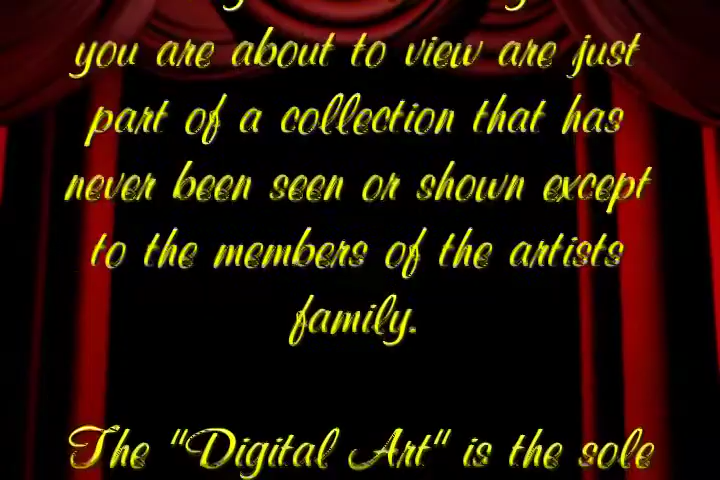 you are about to view are just
part of a collection that has
never been seen or shown except
to the members of the artists
family.
The "Digital Art" is the sole